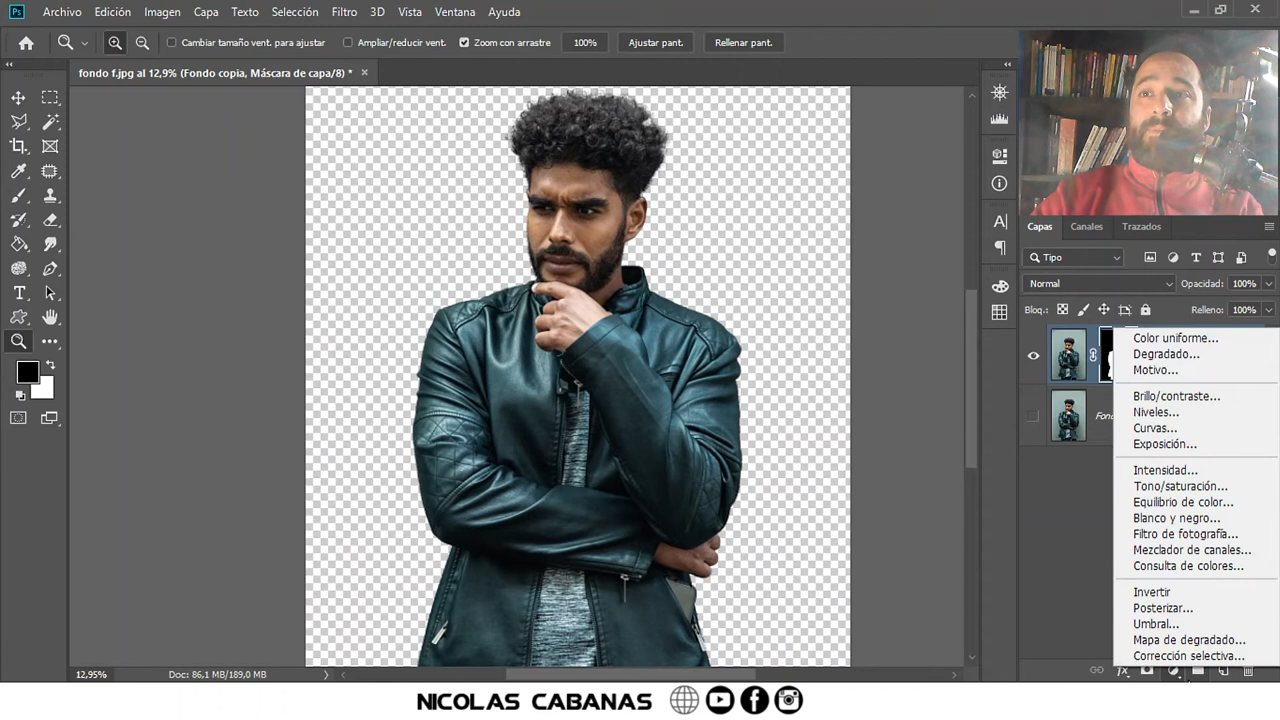 Ps Archivo Edición Imagen Capa Texto Selección Filtro 3D Vista Ventana Ayuda
Cambiar tamaño vent. para ajustar Ampliar/reducir vent. Zoom con arrastre 100% Ajustar pant. Rellenar pant.
fondo f.jpg al 12,9% (Fondo copia, Máscara de capa/8) *
Capas Canales Trazados
Tipo
Normal Opacidad: 100%
Bloq.: Relleno: 100%
Color uniforme...
Degradado...
Motivo...
Brillo/contraste...
Niveles...
Curvas...
Exposición...
Intensidad...
Tono/saturación...
Equilibrio de color...
Blanco y negro...
Filtro de fotografía...
Mezclador de canales...
Consulta de colores...
Invertir
Posterizar...
Umbral...
Mapa de degradado...
Corrección selectiva...
12,95% Doc: 86,1 MB/189,0 MB
NICOLAS CABANAS